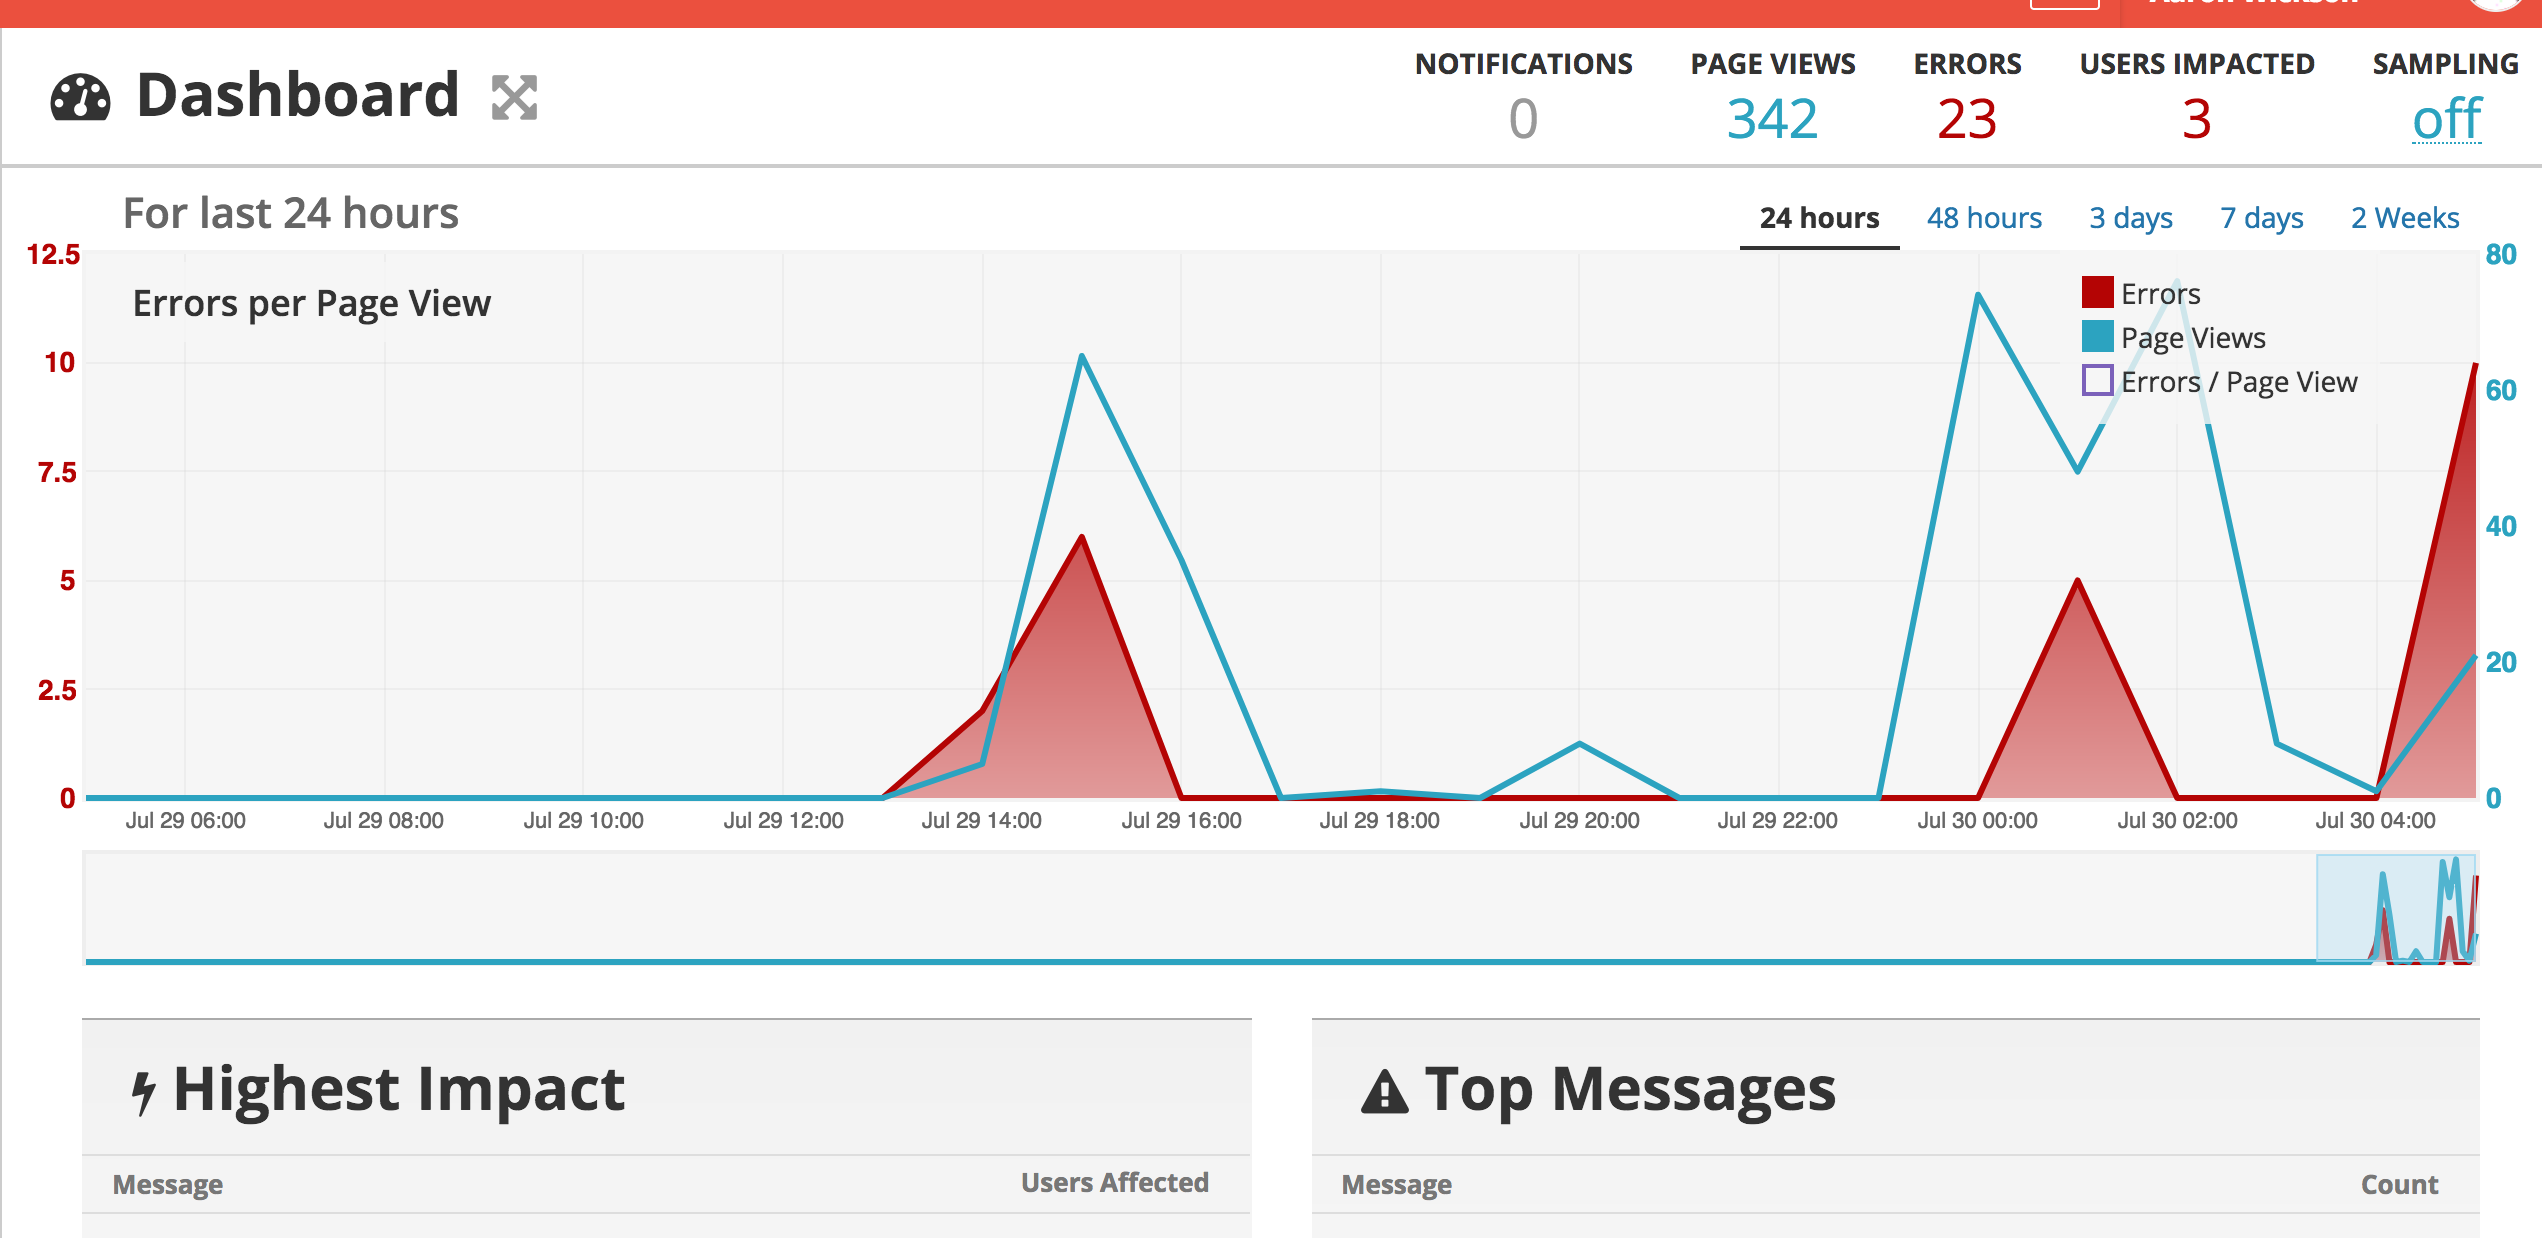 Dashboard
NOTIFICATIONS PAGE VIEWS ERRORS USERS IMPACTED SAMPLING
0 342 23 3 off
For last 24 hours
24 hours 48 hours 3 days 7 days 2 Weeks
Errors per Page View
Errors
Page Views
Errors / Page View
12.5
10
7.5
5
2.5
0
80
60
40
20
0
Jul 29 06:00 Jul 29 08:00 Jul 29 10:00 Jul 29 12:00 Jul 29 14:00 Jul 29 16:00 Jul 29 18:00 Jul 29 20:00 Jul 29 22:00 Jul 30 00:00 Jul 30 02:00 Jul 30 04:00
Highest Impact
Message Users Affected
Top Messages
Message Count